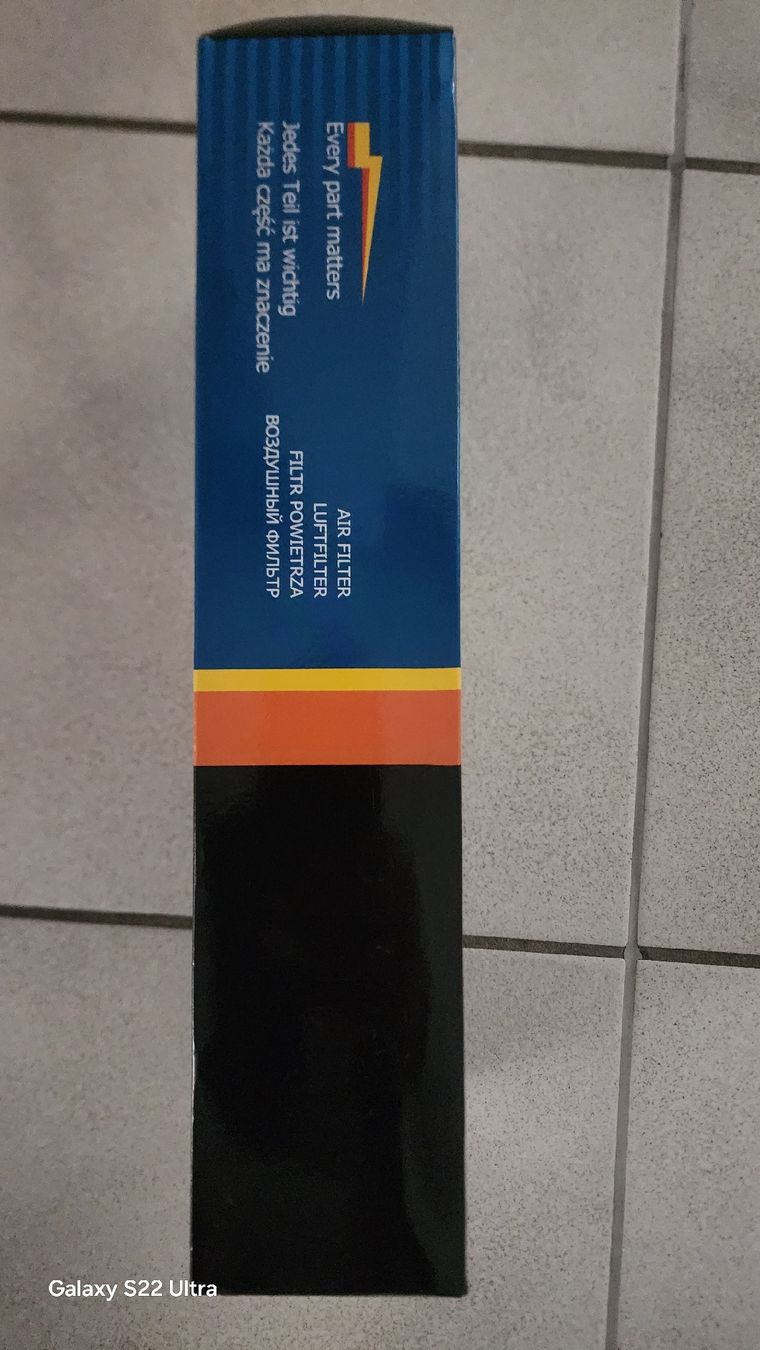 Every part matters
Jedes Teil ist wichtig
Każda część ma znaczenie
AIR FILTER
LUFTFILTER
FILTR POWIETRZA
ВОЗДУШНЫЙ ФИЛЬТР
Galaxy S22 Ultra